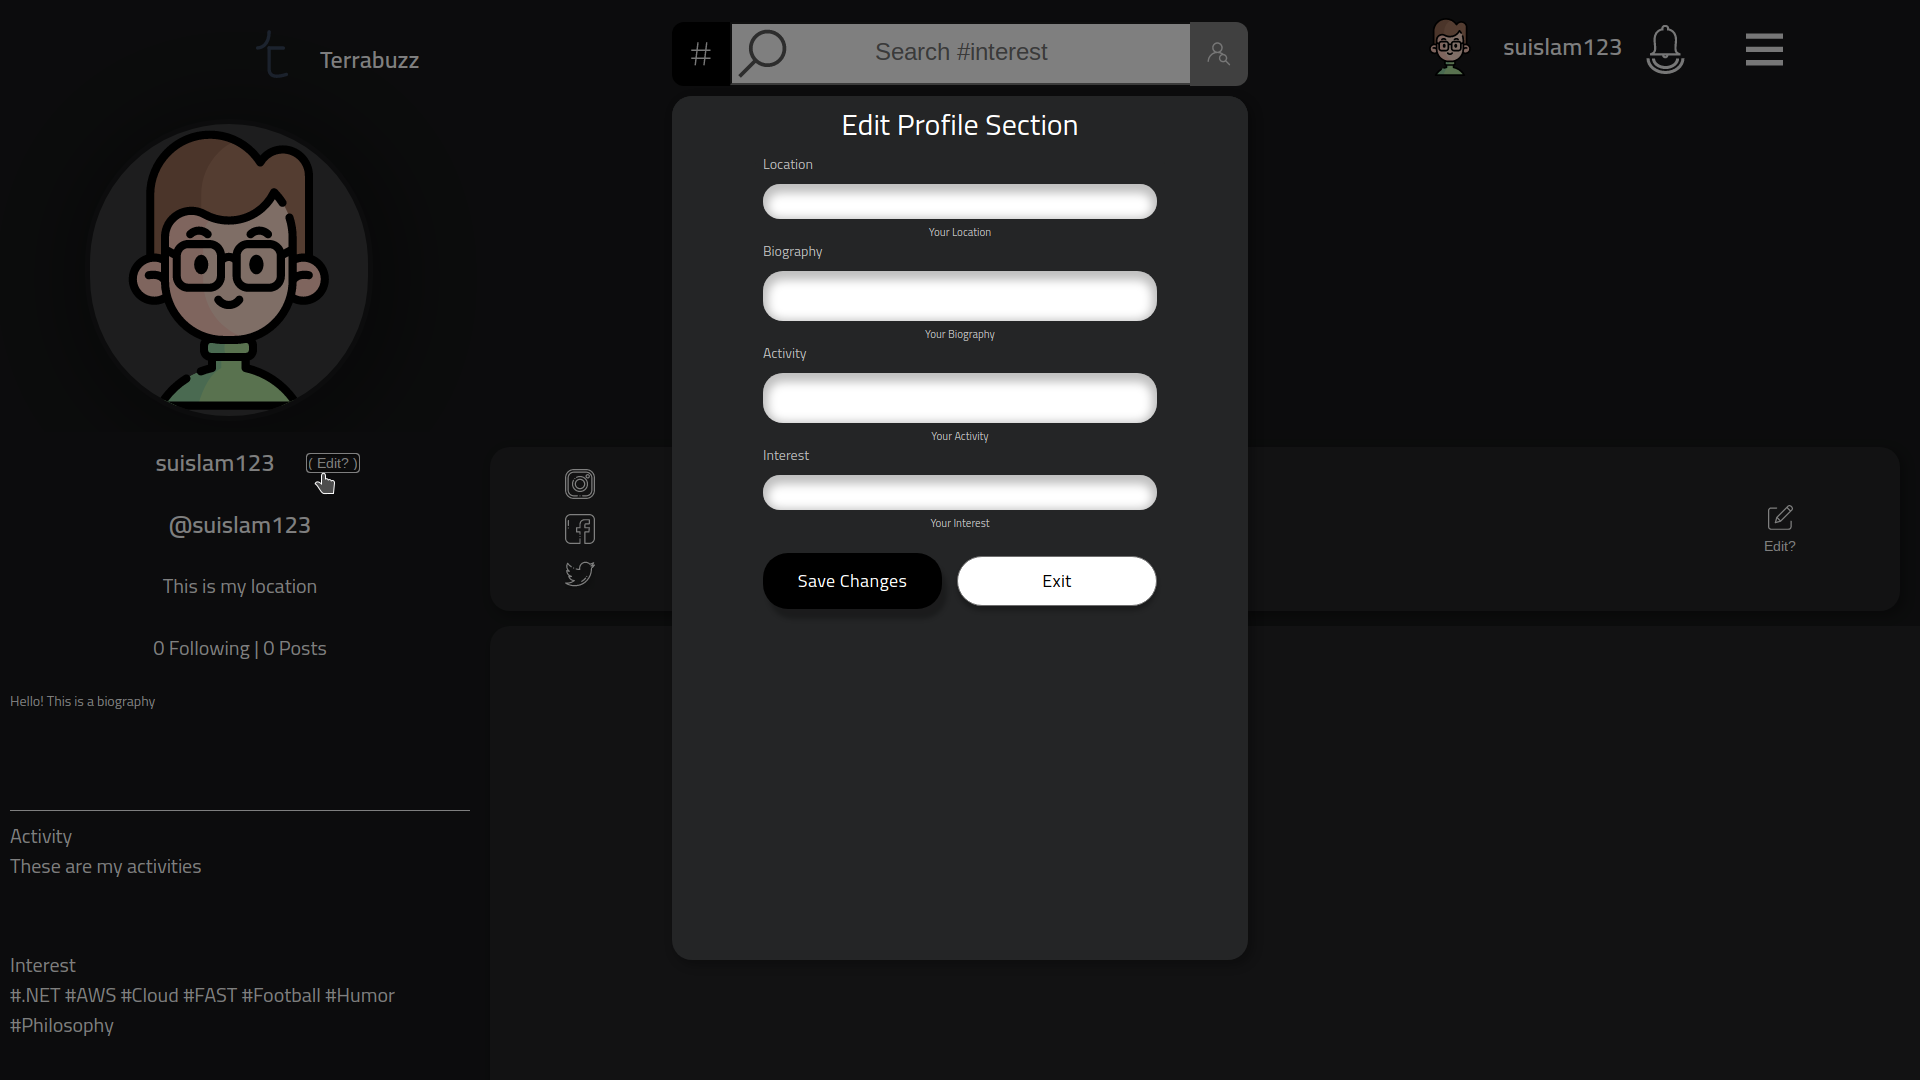 Terrabuzz
#
Search #interest
suislam123
Edit Profile Section
Location
Your Location
Biography
Your Biography
Activity
Your Activity
Interest
Your Interest
Save Changes
Exit
suislam123
( Edit? )
@suislam123
This is my location
0 Following | 0 Posts
Hello! This is a biography
Activity
These are my activities
Interest
#.NET #AWS #Cloud #FAST #Football #Humor
#Philosophy
Edit?